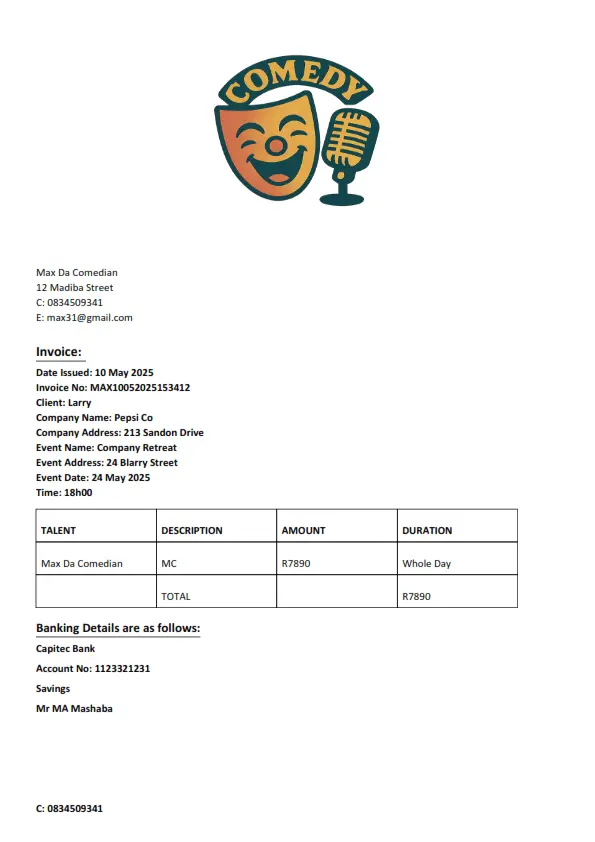 COMEDY
Max Da Comedian
12 Madiba Street
C: 0834509341
E: max31@gmail.com
Invoice:
Date Issued: 10 May 2025
Invoice No: MAX10052025153412
Client: Larry
Company Name: Pepsi Co
Company Address: 213 Sandon Drive
Event Name: Company Retreat
Event Address: 24 Blarry Street
Event Date: 24 May 2025
Time: 18h00
TALENT DESCRIPTION AMOUNT DURATION
Max Da Comedian MC R7890 Whole Day
TOTAL R7890
Banking Details are as follows:
Capitec Bank
Account No: 1123321231
Savings
Mr MA Mashaba
C: 0834509341